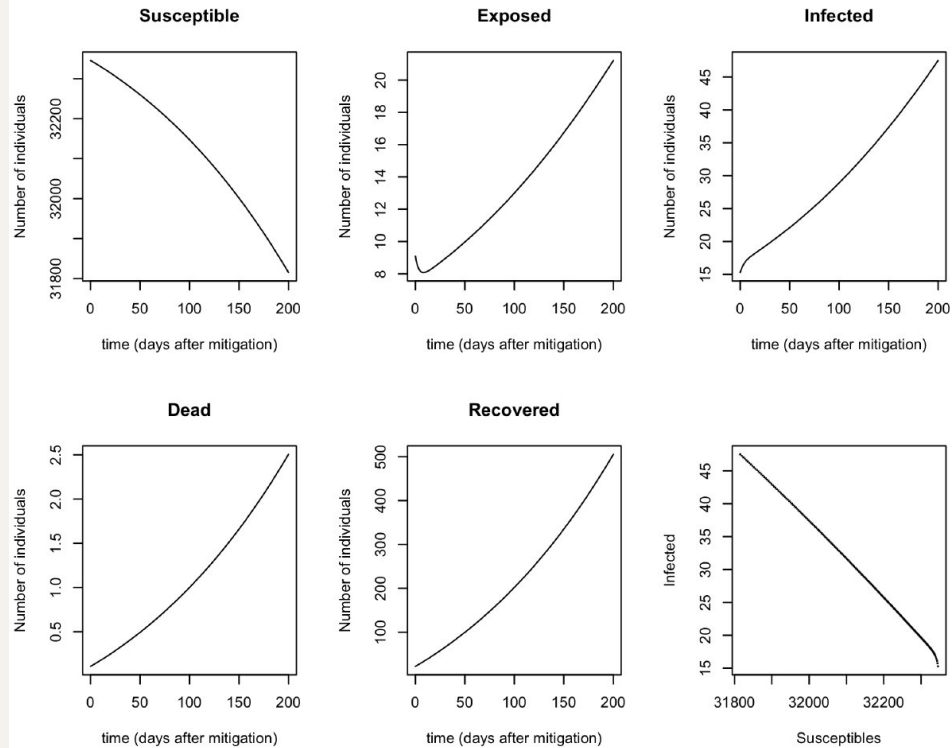 Susceptible
Number of individuals
32200
32000
31800
0 50 100 150 200
time (days after mitigation)
Exposed
Number of individuals
20
18
16
14
12
10
8
0 50 100 150 200
time (days after mitigation)
Infected
Number of individuals
45
40
35
30
25
20
15
0 50 100 150 200
time (days after mitigation)
Dead
Number of individuals
2.5
2.0
1.5
1.0
0.5
0 50 100 150 200
time (days after mitigation)
Recovered
Number of individuals
500
400
300
200
100
0 50 100 150 200
time (days after mitigation)
Infected
45
40
35
30
25
20
15
31800 32000 32200
Susceptibles